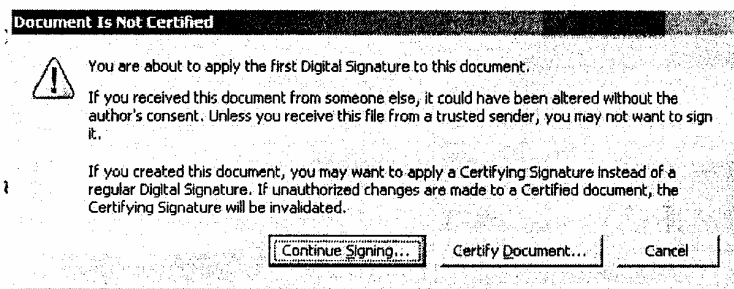 Document Is Not Certified
You are about to apply the first Digital Signature to this document.
If you received this document from someone else, it could have been altered without the
author's consent. Unless you receive this file from a trusted sender, you may not want to sign
it.
If you created this document, you may want to apply a Certifying Signature instead of a
regular Digital Signature. If unauthorized changes are made to a Certified document, the
Certifying Signature will be invalidated.
Continue Signing... Certify Document... Cancel